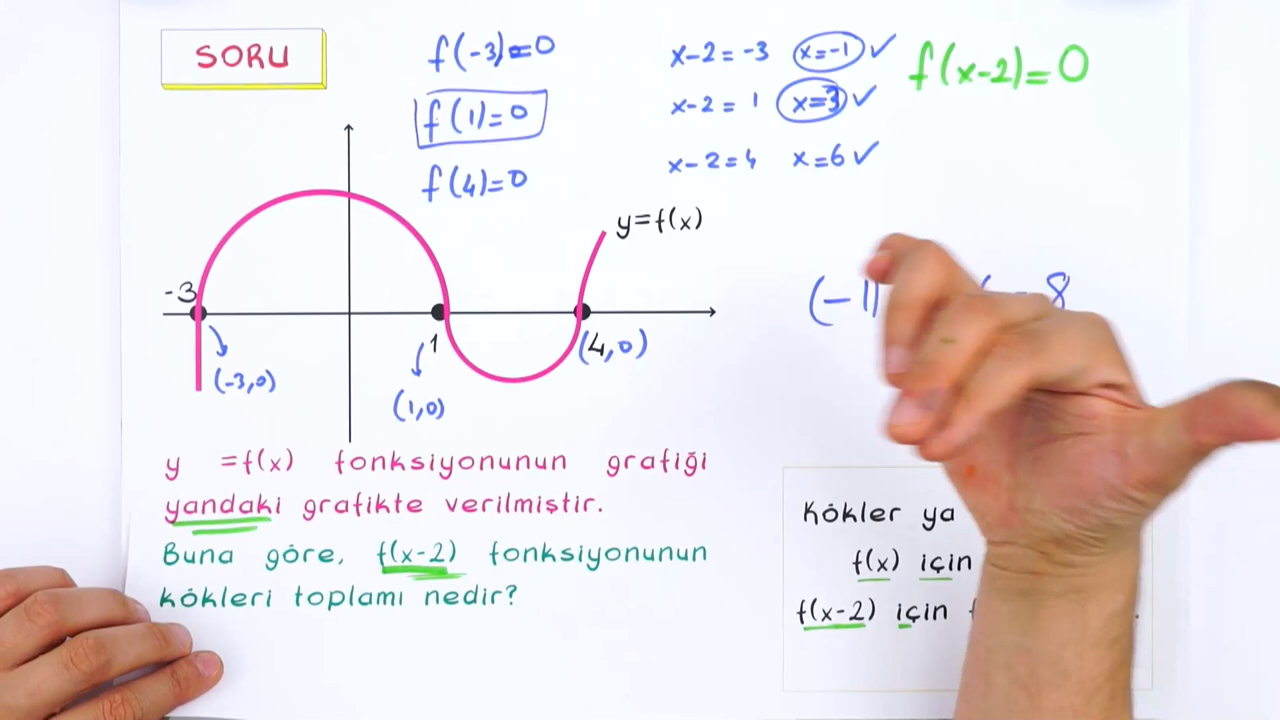 SORU
f(-3)=0
f(1)=0
f(4)=0
x-2=-3 x=-1 ✓
x-2=1 x=3 ✓
x-2=4 x=6 ✓
f(x-2)=0
y=f(x)
-3
1
(4,0)
(-3,0)
(1,0)
(-1)
8
y =f(x) fonksiyonunun grafiği
yandaki grafikte verilmiştir.
Buna göre, f(x-2) fonksiyonunun
kökleri toplamı nedir?
Kökler ya
f(x) için
f(x-2) için